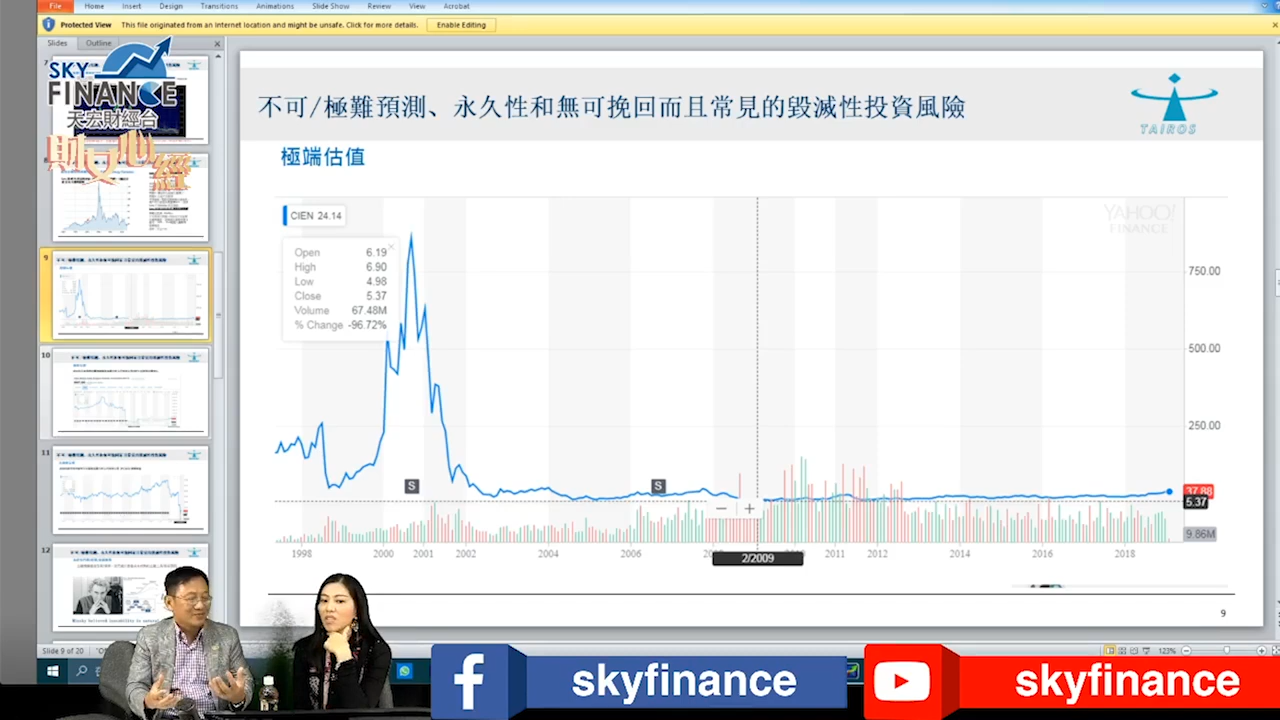 File Home Insert Design Transitions Animations Slide Show Review View Acrobat
Protected View This file originated from an Internet location and might be unsafe. Click for more details. Enable Editing
Slides Outline
SKY
FINANCE
天宏財經台
財女心經
不可/極難預測、永久性和無可挽回而且常見的毀滅性投資風險
TAIROS
極端估值
CIEN 24.14
YAHOO!
FINANCE
Open 6.19
High 6.90
Low 4.98
Close 5.37
Volume 67.48M
% Change -96.72%
750.00
500.00
250.00
37.88
5.37
9.86M
S
S
1998 2000 2001 2002 2016 2018
2/2009
9
10
11
12
9
Slide 9 of 20
123%
skyfinance
skyfinance